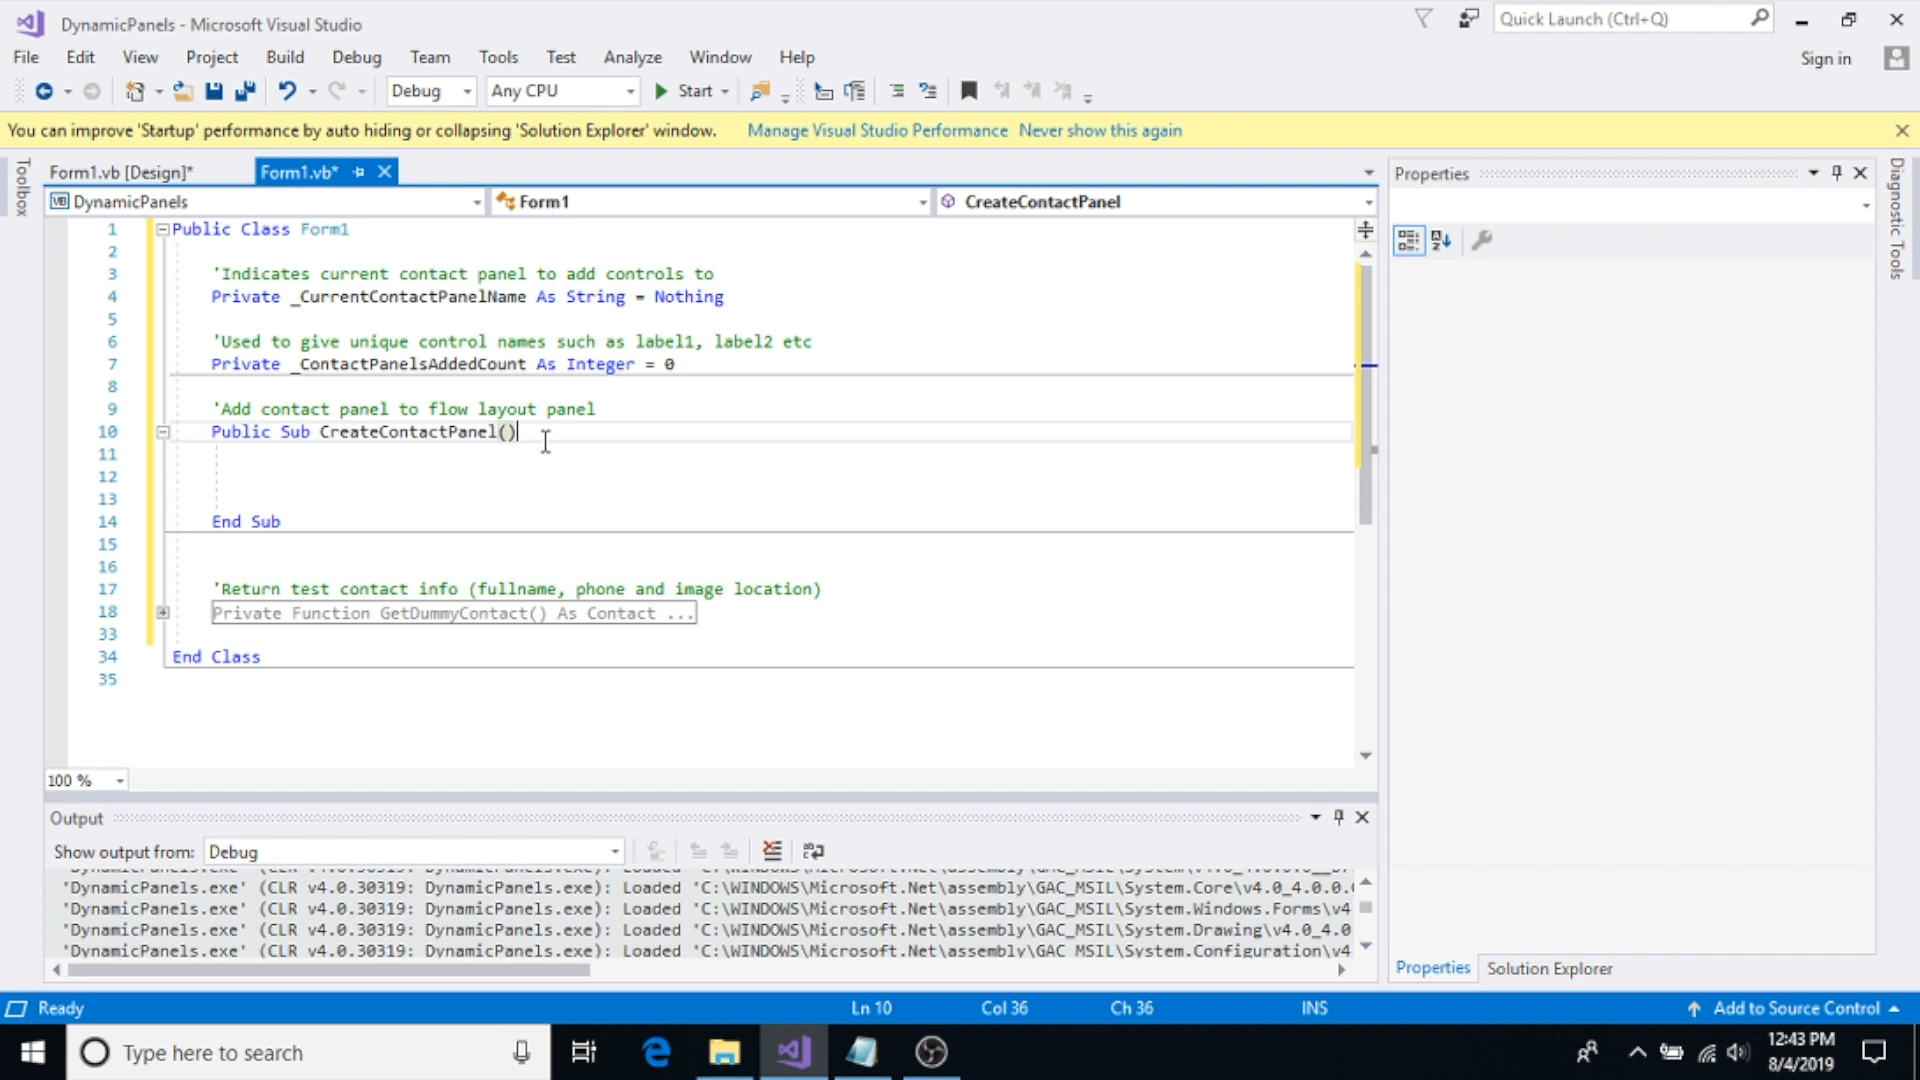 DynamicPanels - Microsoft Visual Studio
Quick Launch (Ctrl+Q)
File Edit View Project Build Debug Team Tools Test Analyze Window Help
Sign in
Debug Any CPU Start
You can improve 'Startup' performance by auto hiding or collapsing 'Solution Explorer' window. Manage Visual Studio Performance Never show this again
Toolbox
Form1.vb [Design]* Form1.vb*
DynamicPanels Form1 CreateContactPanel
1 Public Class Form1
2
3 'Indicates current contact panel to add controls to
4 Private _CurrentContactPanelName As String = Nothing
5
6 'Used to give unique control names such as label1, label2 etc
7 Private _ContactPanelsAddedCount As Integer = 0
8
9 'Add contact panel to flow layout panel
10 Public Sub CreateContactPanel()
11
12
13
14 End Sub
15
16
17 'Return test contact info (fullname, phone and image location)
18 Private Function GetDummyContact() As Contact ...
33
34 End Class
35
100 %
Output
Show output from: Debug
'DynamicPanels.exe' (CLR v4.0.30319: DynamicPanels.exe): Loaded 'C:\WINDOWS\Microsoft.Net\assembly\GAC_MSIL\System.Core\v4.0_4.0.0.
'DynamicPanels.exe' (CLR v4.0.30319: DynamicPanels.exe): Loaded 'C:\WINDOWS\Microsoft.Net\assembly\GAC_MSIL\System.Windows.Forms\v4
'DynamicPanels.exe' (CLR v4.0.30319: DynamicPanels.exe): Loaded 'C:\WINDOWS\Microsoft.Net\assembly\GAC_MSIL\System.Drawing\v4.0_4.0
'DynamicPanels.exe' (CLR v4.0.30319: DynamicPanels.exe): Loaded 'C:\WINDOWS\Microsoft.Net\assembly\GAC_MSIL\System.Configuration\v4
Properties
Diagnostic Tools
Properties Solution Explorer
Ready Ln 10 Col 36 Ch 36 INS Add to Source Control
Type here to search
12:43 PM
8/4/2019